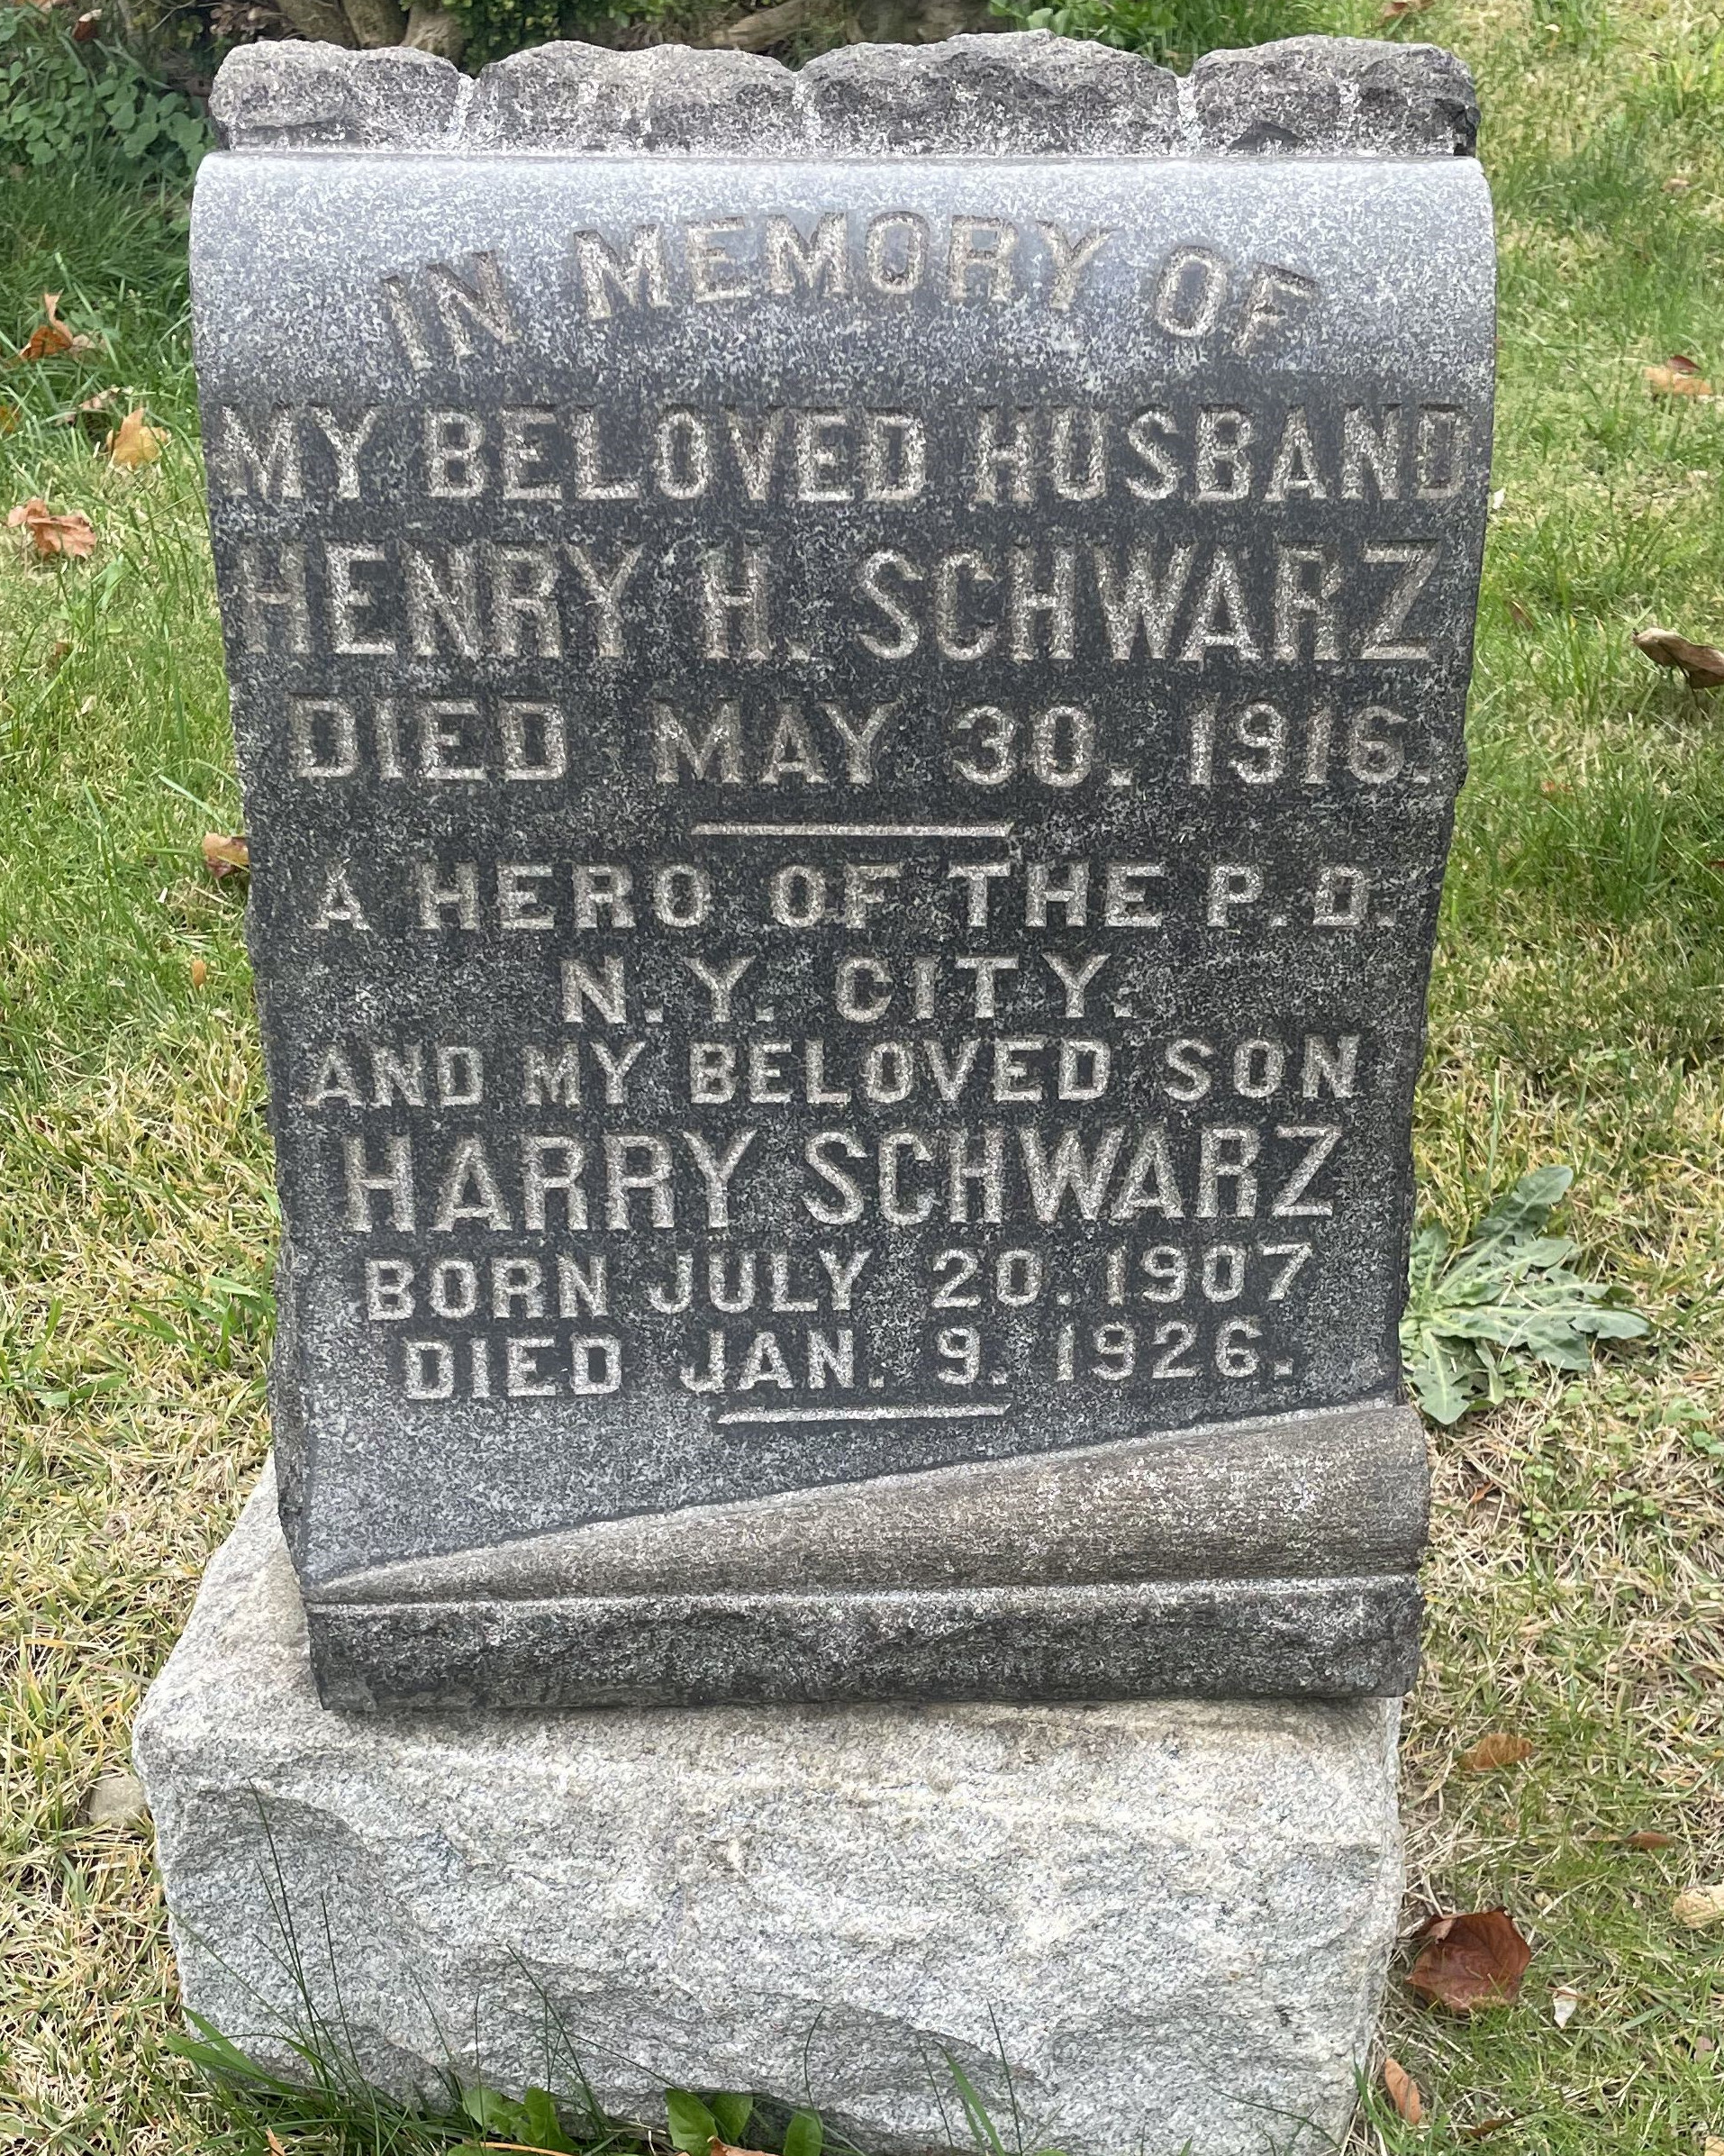 IN MEMORY OF
MY BELOVED HUSBAND
HENRY H. SCHWARZ
DIED MAY 30. 1916.
A HERO OF THE P. D.
N.Y. CITY.
AND MY BELOVED SON
HARRY SCHWARZ
BORN JULY 20. 1907
DIED JAN. 9. 1926.